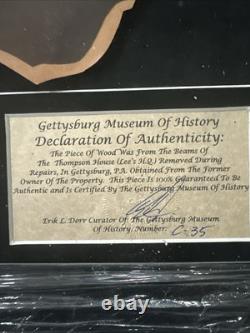 Gettysburg Museum Of History
Declaration Of Authenticity:
The Piece Of Wood Was From The Beams Of
The Thompson House (Lee's H.Q.) Removed During
Repairs, In Gettysburg, P.A. Obtained From The Former
Owner Of The Property. This Piece Is 100% Guaranteed To Be
Authentic and Is Certified By The Gettysburg Museum Of History
Erik L. Dorr Curator Of The Gettysburg Museum
Of History. Number: C-35